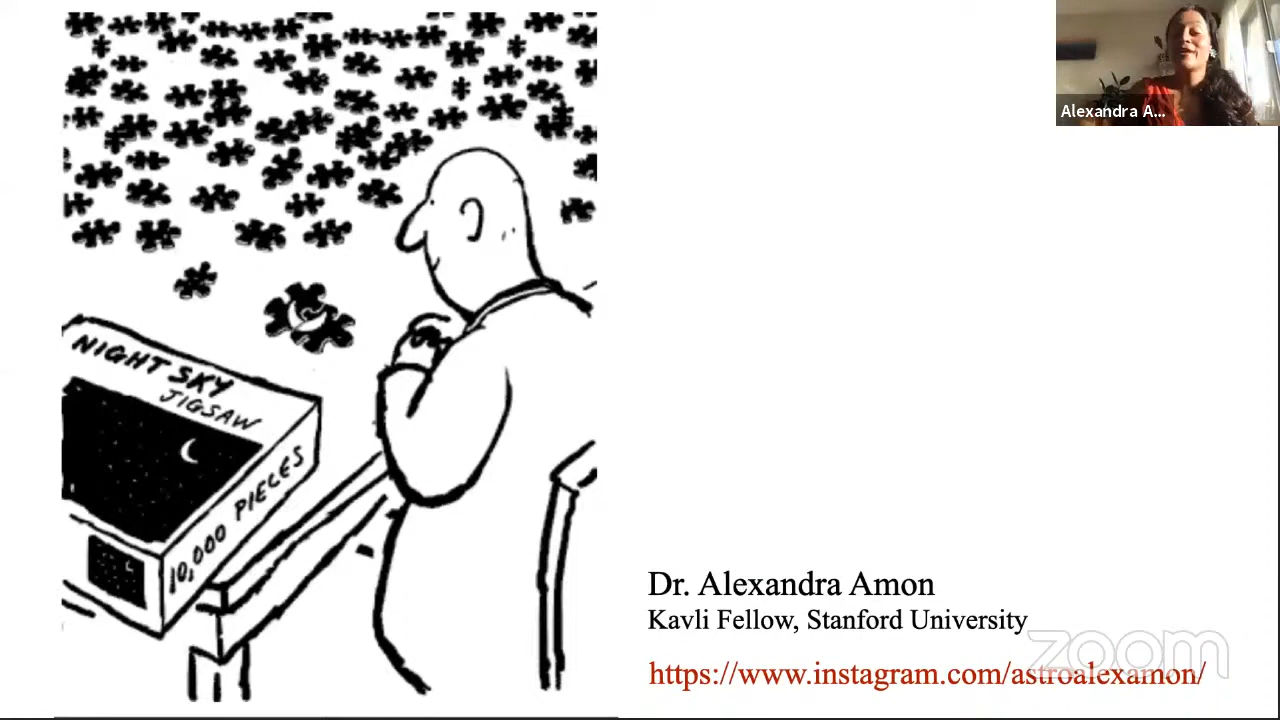 Alexandra A...
NIGHT SKY
JIGSAW
10,000 PIECES
Dr. Alexandra Amon
Kavli Fellow, Stanford University
zoom
https://www.instagram.com/astroalexamon/